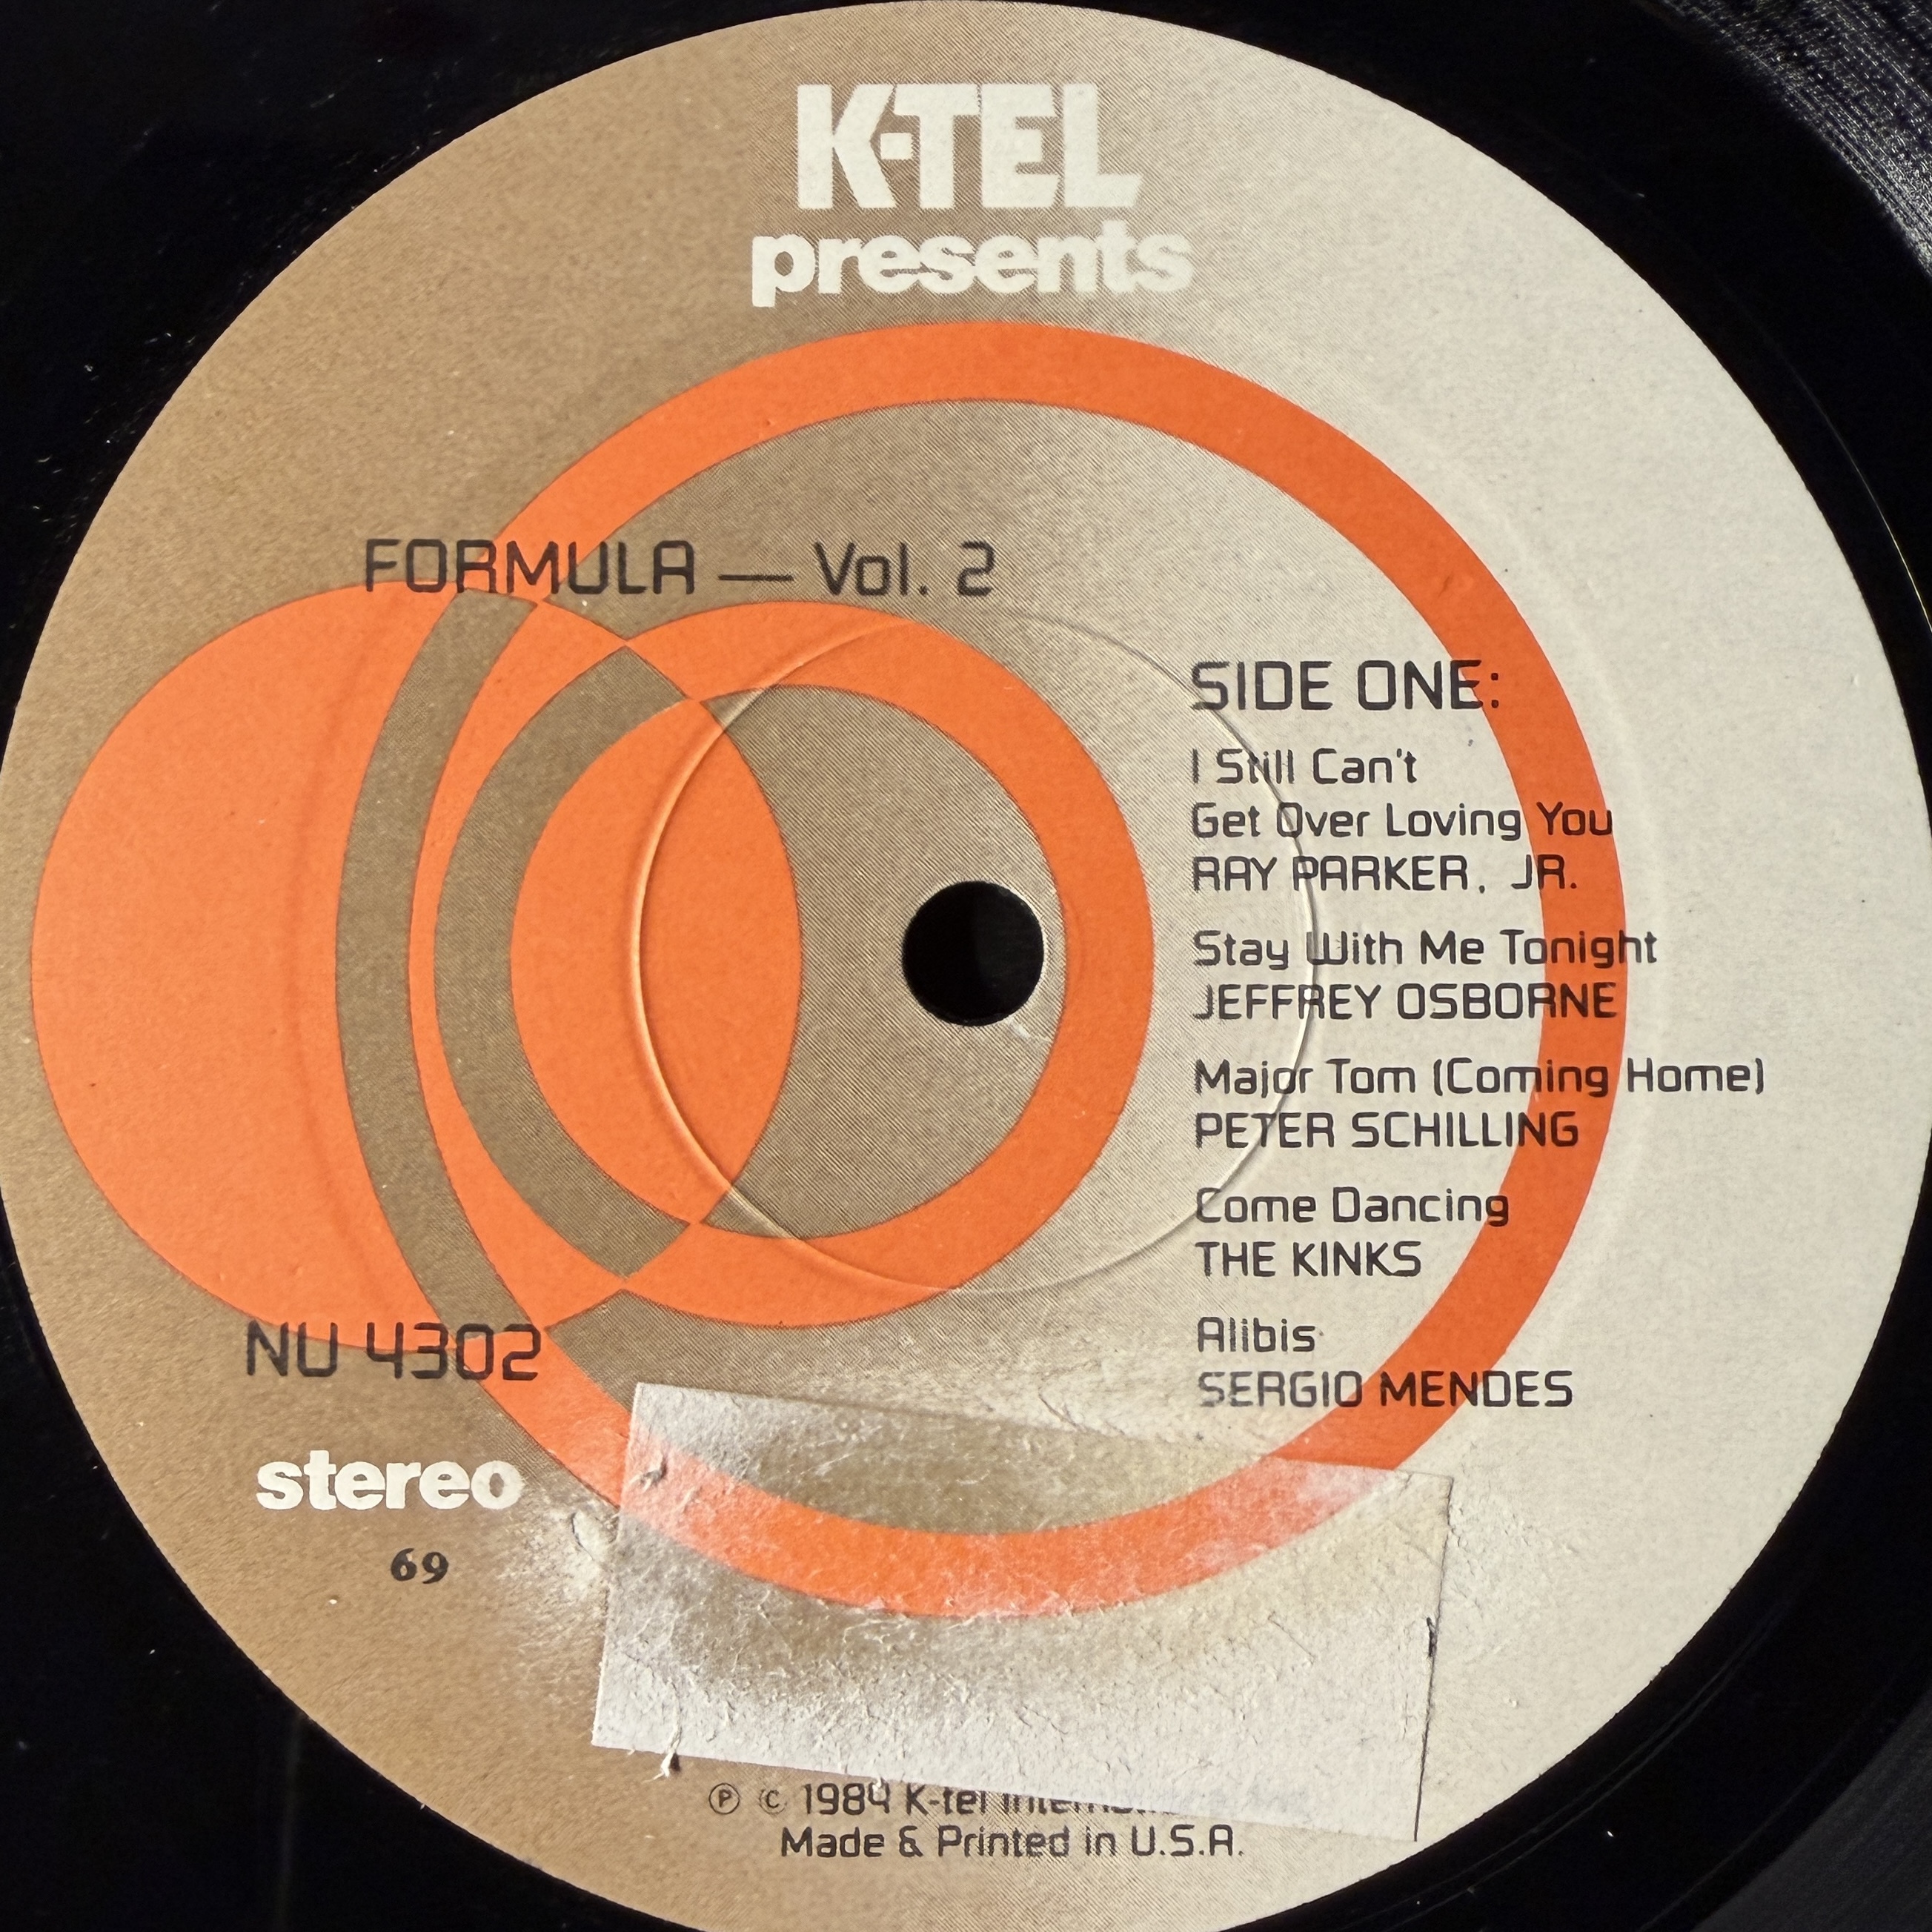 K-TEL
presents
FORMULA — Vol. 2
SIDE ONE:
I Still Can't
Get Over Loving You
RAY PARKER, JR.
Stay With Me Tonight
JEFFREY OSBORNE
Major Tom (Coming Home)
PETER SCHILLING
Come Dancing
THE KINKS
Alibis
SERGIO MENDES
NU 4302
stereo
69
Ⓟ © 1984 K-tel
Made & Printed in U.S.A.